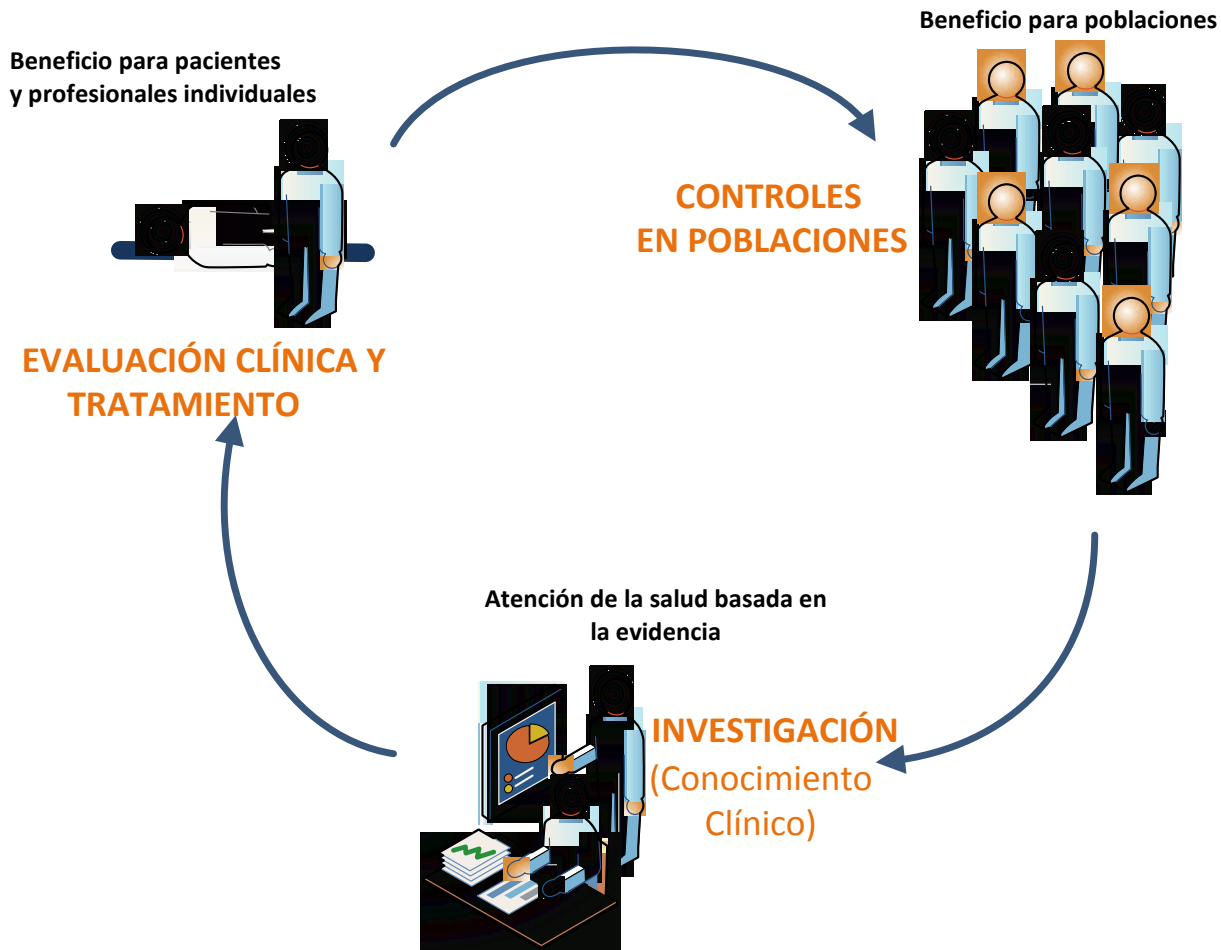 Beneficio para pacientes
y profesionales individuales
EVALUACIÓN CLÍNICA Y
TRATAMIENTO
Beneficio para poblaciones
CONTROLES
EN POBLACIONES
Atención de la salud basada en
la evidencia
INVESTIGACIÓN
(Conocimiento
Clínico)